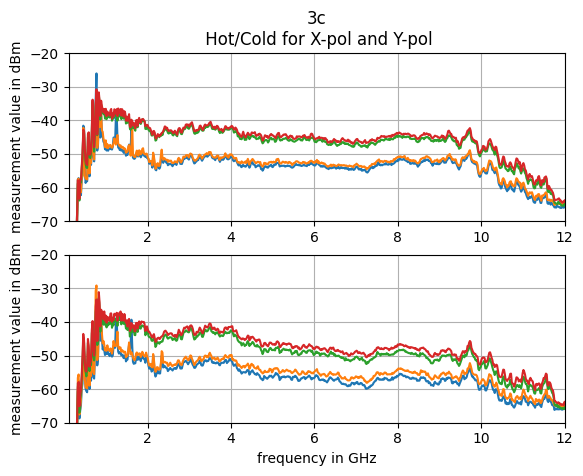 3c
Hot/Cold for X-pol and Y-pol
measurement value in dBm
−20
−30
−40
−50
−60
−70
2 4 6 8 10 12
measurement value in dBm
−20
−30
−40
−50
−60
−70
2 4 6 8 10 12
frequency in GHz